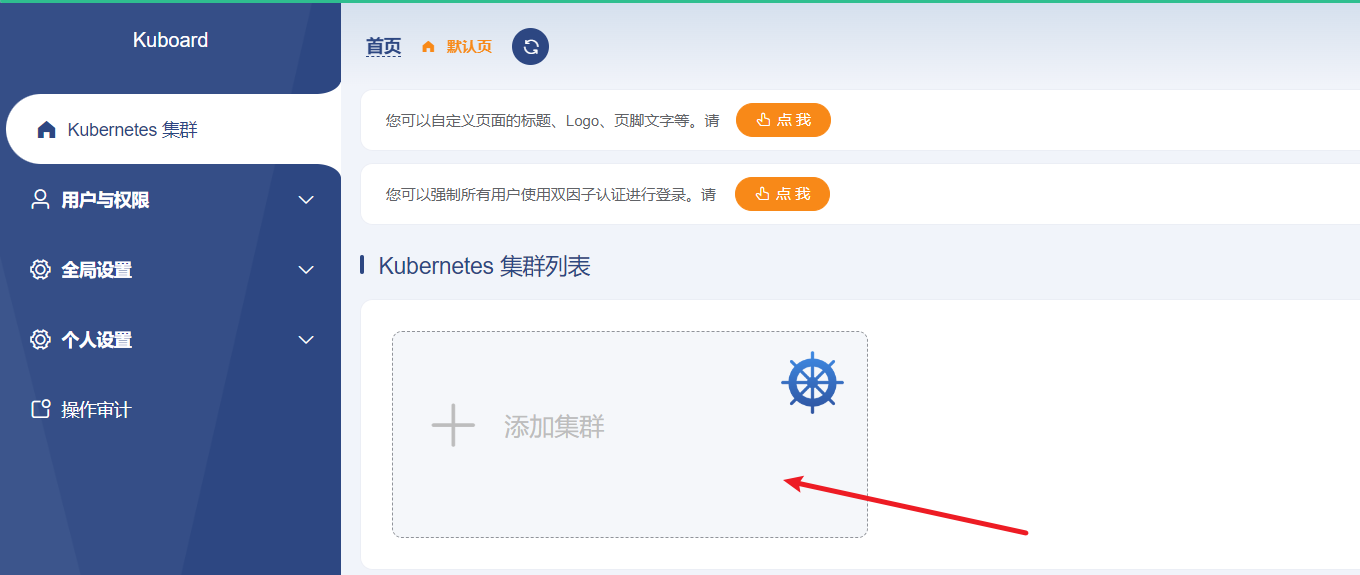 Kuboard
Kubernetes 集群
用户与权限
全局设置
个人设置
操作审计
首页 默认页
您可以自定义页面的标题、Logo、页脚文字等。请 点 我
您可以强制所有用户使用双因子认证进行登录。请 点 我
Kubernetes 集群列表
添加集群